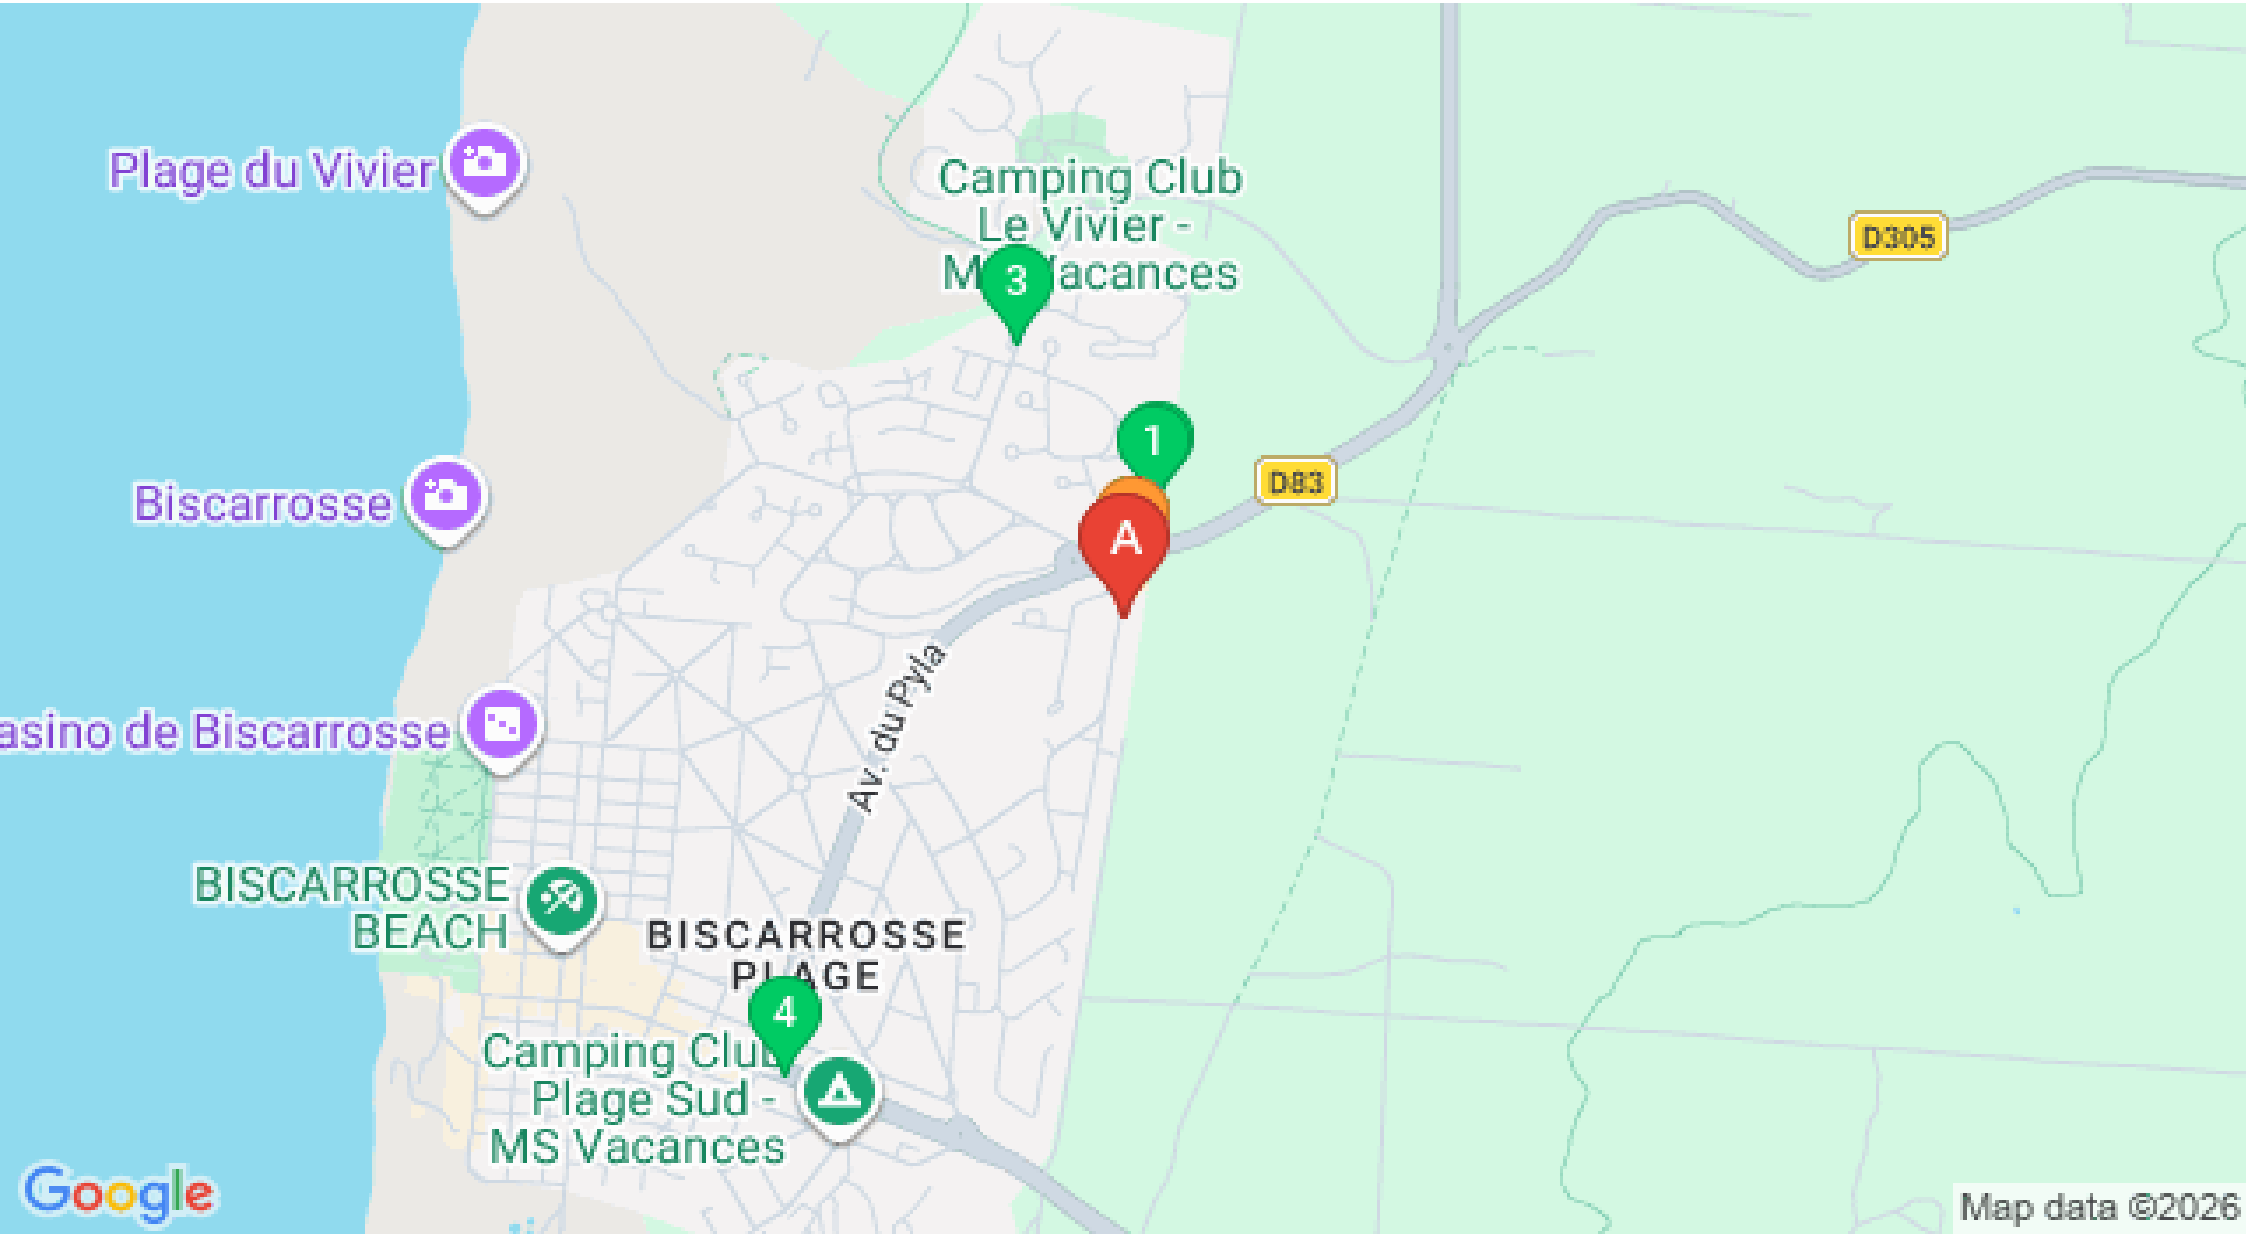 Plage du Vivier
Camping Club
Le Vivier -
acances
3
D305
1
Biscarrosse
D83
A
asino de Biscarrosse
Av. du Pyla
BISCARROSSE
BEACH
BISCARROSSE
PLAGE
4
Camping Club
Plage Sud -
MS Vacances
Google
Map data ©2026